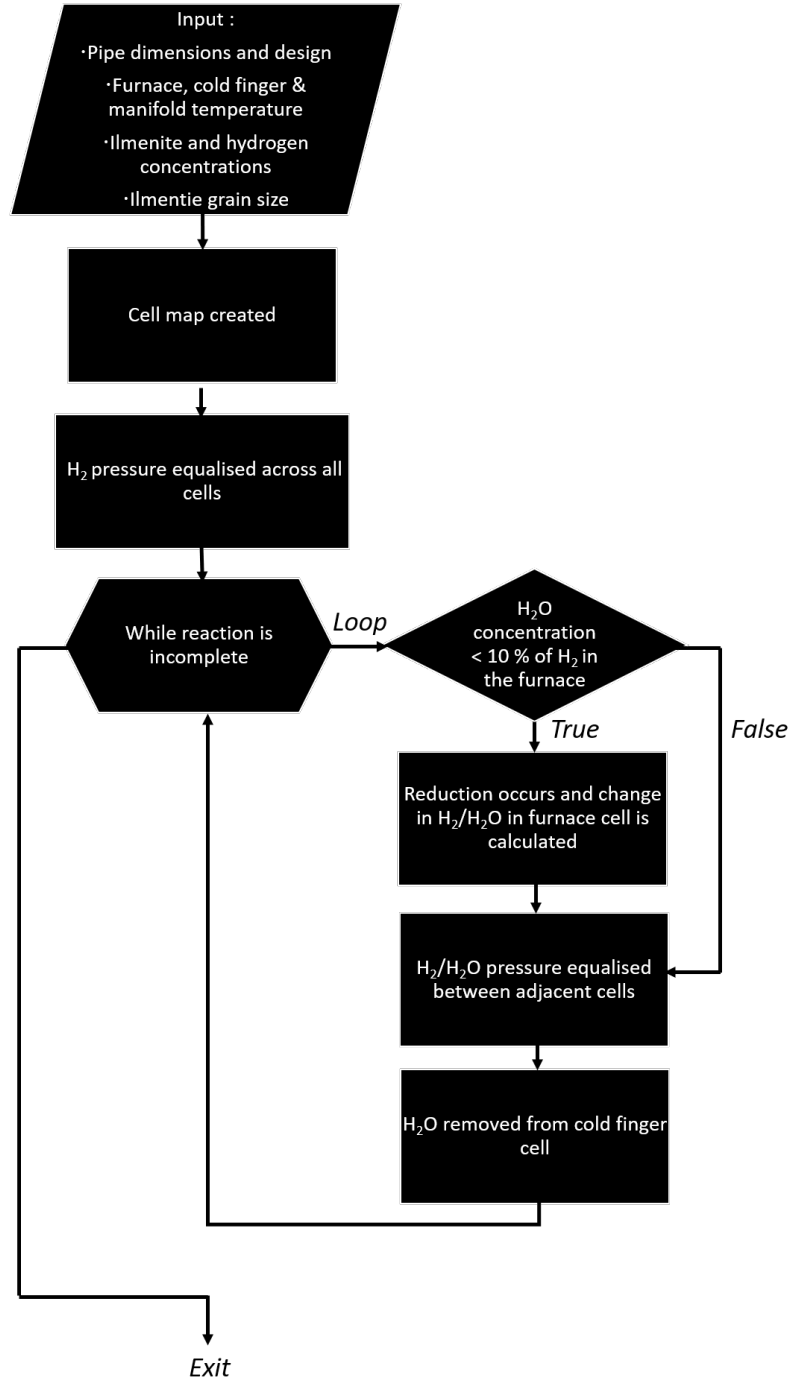 Input :
·Pipe dimensions and design
·Furnace, cold finger &
manifold temperature
·Ilmenite and hydrogen
concentrations
·Ilmentie grain size
Cell map created
H₂ pressure equalised across all
cells
While reaction is
incomplete
Loop
H₂O
concentration
< 10 % of H₂ in
the furnace
True
False
Reduction occurs and change
in H₂/H₂O in furnace cell is
calculated
H₂/H₂O pressure equalised
between adjacent cells
H₂O removed from cold finger
cell
Exit